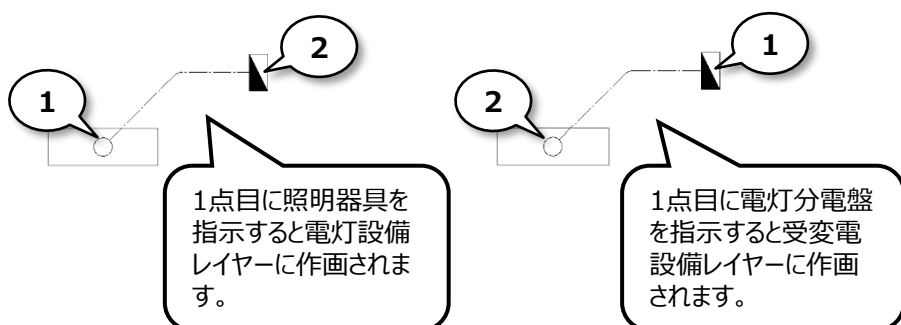 2
1
1点目に照明器具を
指示すると電灯設備
レイヤーに作画されま
す。
1
2
1点目に電灯分電盤
を指示すると受変電
設備レイヤーに作画
されます。